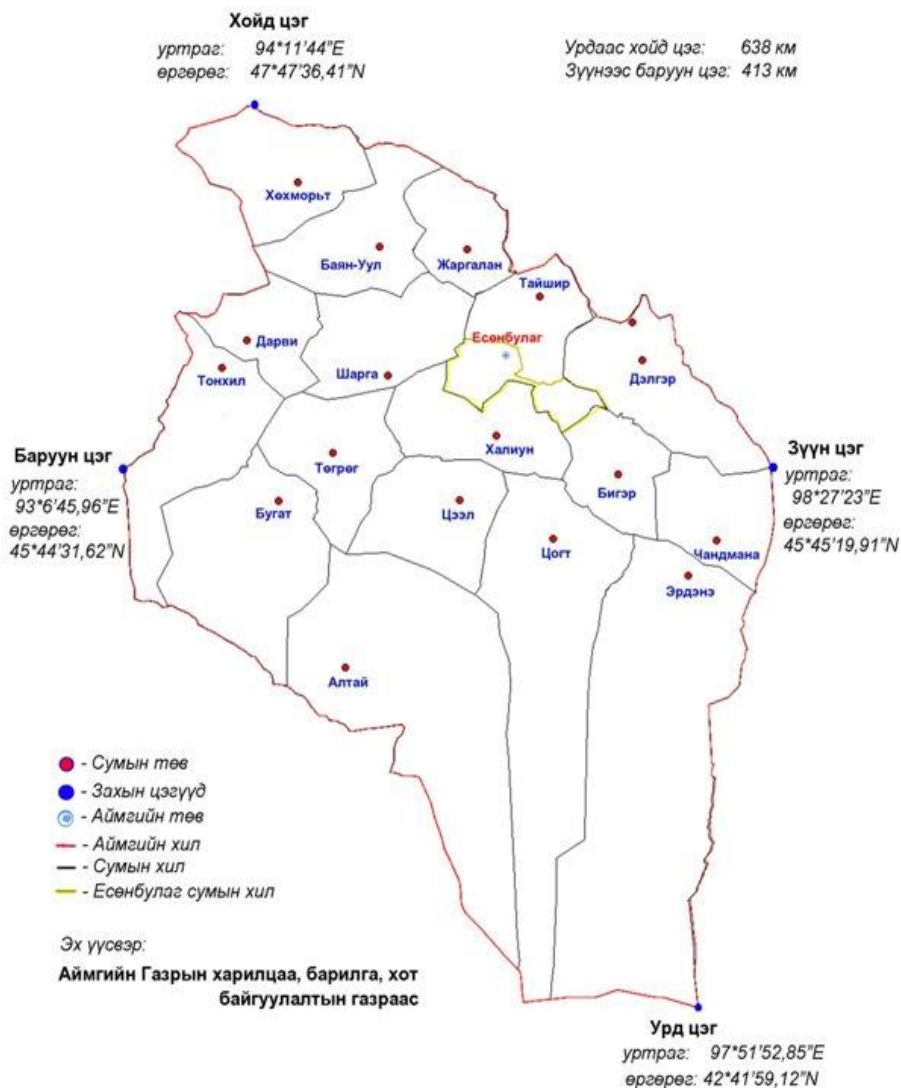 Хойд цэг
уртраг: 94*11'44"E
өргөрөг: 47*47'36,41"N
Урдаас хойд цэг: 638 км
Зүүнээс баруун цэг: 413 км
Хөхморьт
Баян-Уул
Жаргалан
Тайшир
Есөнбулаг
Дарви
Тонхил
Шарга
Дэлгэр
Халиун
Төгрөг
Бигэр
Бугат
Цээл
Цогт
Чандмана
Эрдэнэ
Алтай
Баруун цэг
уртраг:
93*6'45,96"E
өргөрөг:
45*44'31,62"N
Зүүн цэг
уртраг:
98*27'23"E
өргөрөг:
45*45'19,91"N
- Сумын төв
- Захын цэгүүд
- Аймгийн төв
- Аймгийн хил
- Сумын хил
- Есөнбулаг сумын хил
Эх үүсвэр:
Аймгийн Газрын харилцаа, барилга, хот
байгуулалтын газраас
Урд цэг
уртраг: 97*51'52,85"E
өргөрөг: 42*41'59,12"N